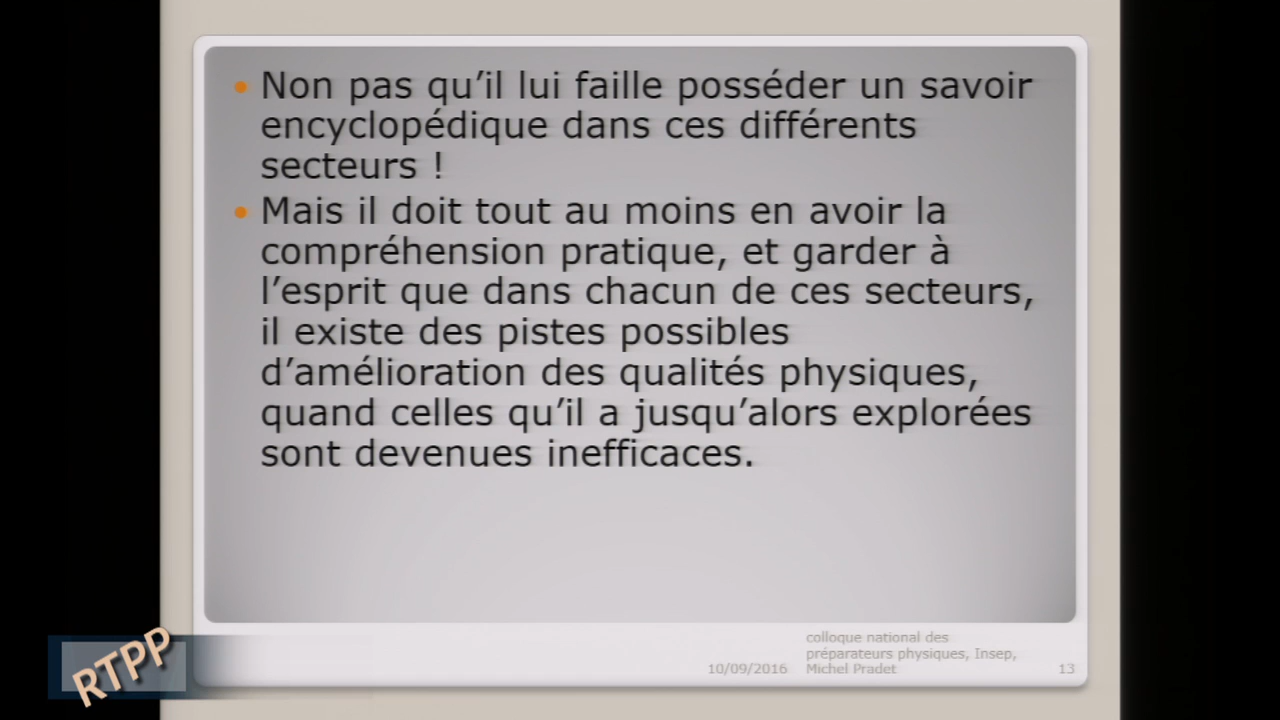 • Non pas qu’il lui faille posséder un savoir
encyclopédique dans ces différents
secteurs !
• Mais il doit tout au moins en avoir la
compréhension pratique, et garder à
l’esprit que dans chacun de ces secteurs,
il existe des pistes possibles
d’amélioration des qualités physiques,
quand celles qu’il a jusqu’alors explorées
sont devenues inefficaces.
colloque national des
préparateurs physiques, Insep,
10/09/2016 Michel Pradet 13
RTPP